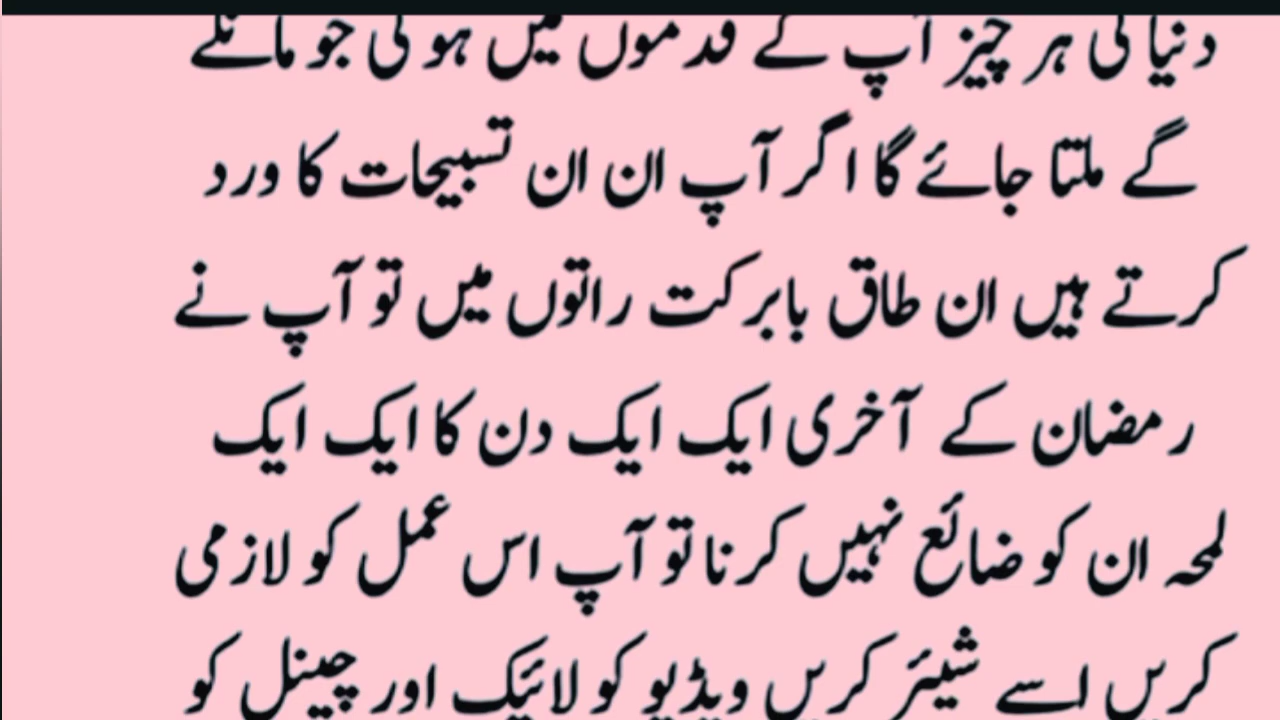 دنیا کی ہر چیز آپ کے قدموں میں ہو گی جو مانگے
گے ملتا جائے گا اگر آپ ان ان تسبیحات کا ورد
کرتے ہیں ان طاق بابرکت راتوں میں تو آپ نے
رمضان کے آخری ایک ایک دن کا ایک ایک
لمحہ ان کو ضائع نہیں کرنا تو آپ اس عمل کو لازمی
کریں اسے شیئر کریں ویڈیو کو لائیک اور چینل کو